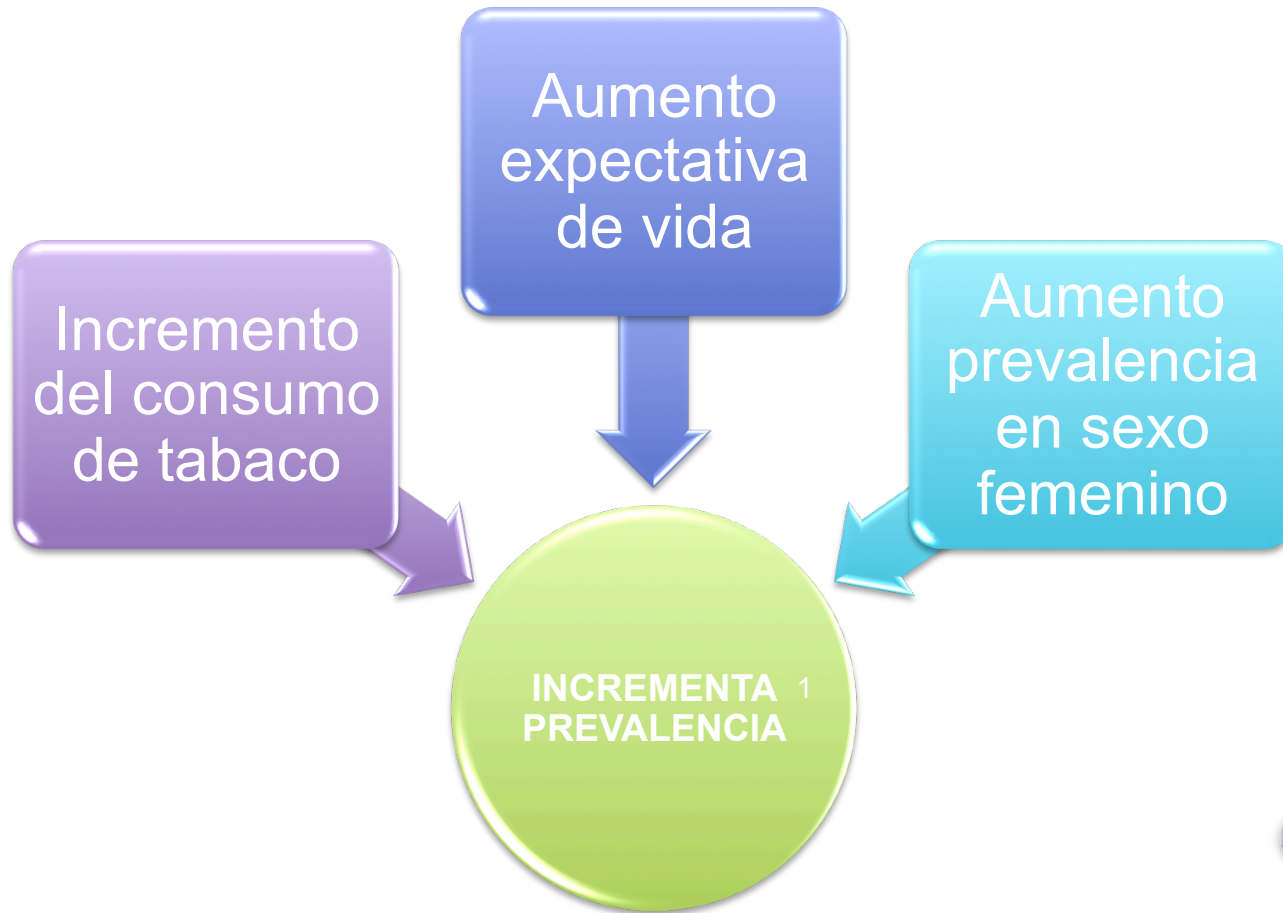 Incremento
del consumo
de tabaco
Aumento
expectativa
de vida
Aumento
prevalencia
en sexo
femenino
INCREMENTA 1
PREVALENCIA